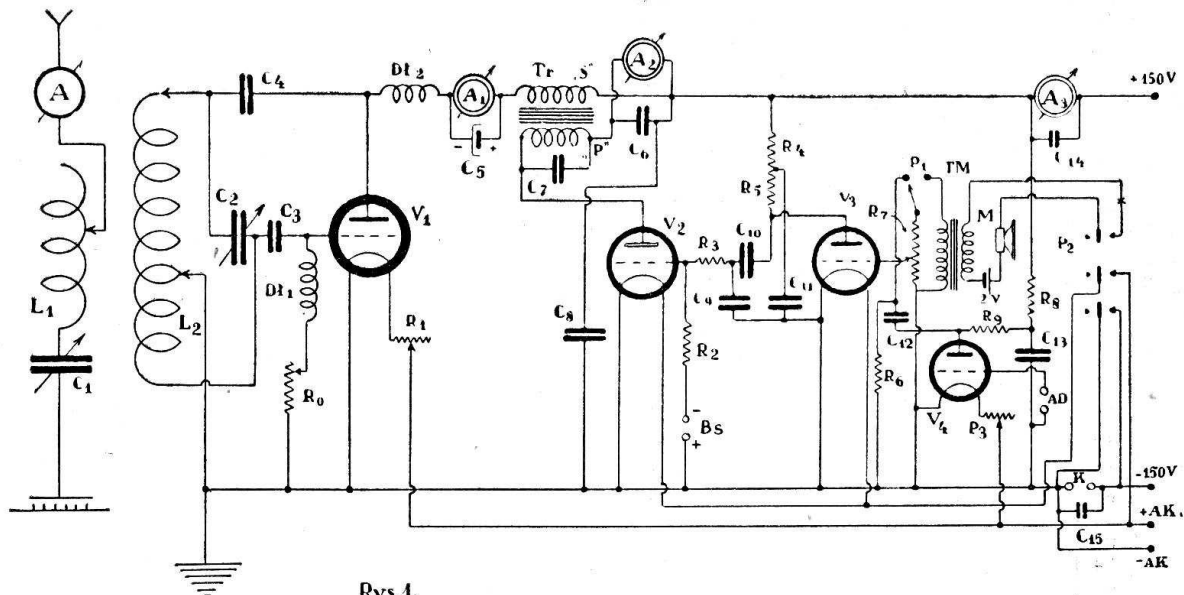 A
L1
C1
C4
C2
C3
L2
Dł1
R0
V1
R1
Dł2
A1
- +
C5
Tr „S”
„P”
C7
A2
C6
C8
V2
R2
- Bs
+
R3
C10
C9
R4
R5
C11
V3
P1
TM
R7
R6
C12
M
2V
P2
R9
R8
V4
P3
C13
AD
A3
C14
+150V
-150V
K
+AK.
C15
-AK
Rys.1.